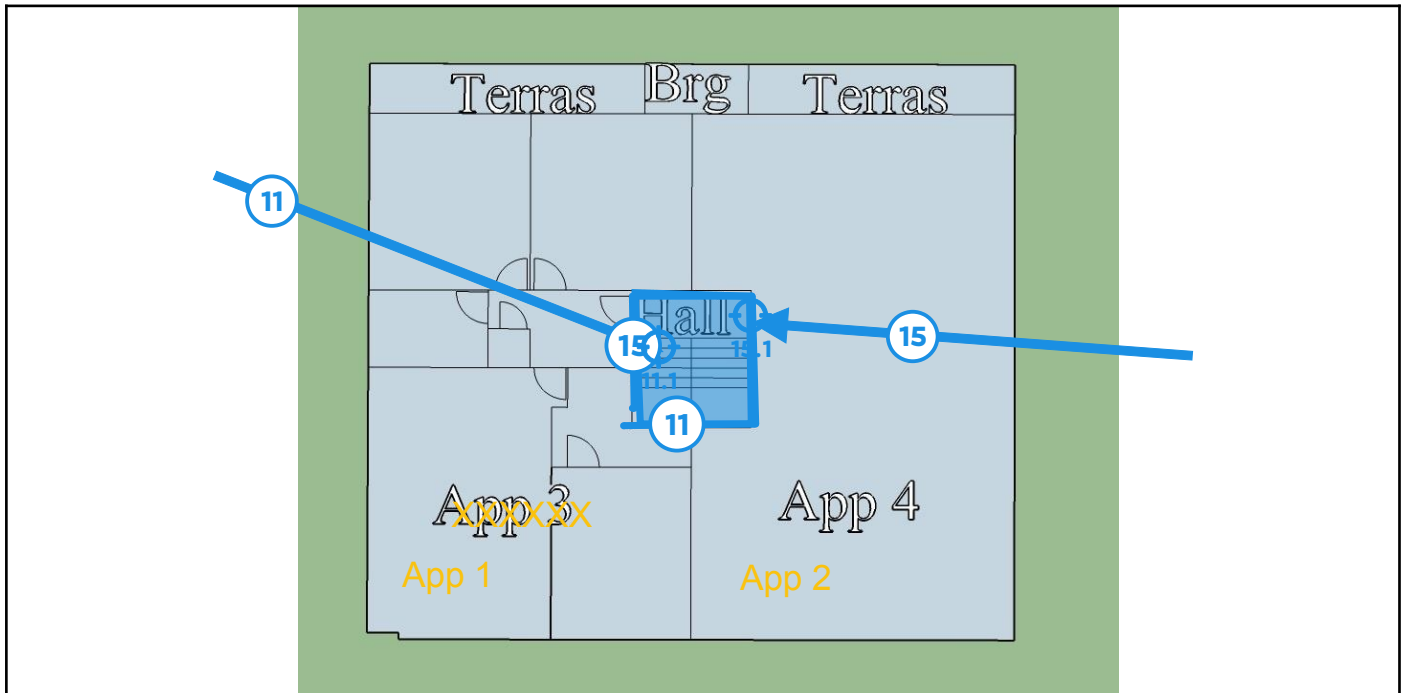 Terras
Brg
Terras
11
Hall
15
15.1
15
11.1
11
App 3
XXXXXX
App 4
App 1
App 2